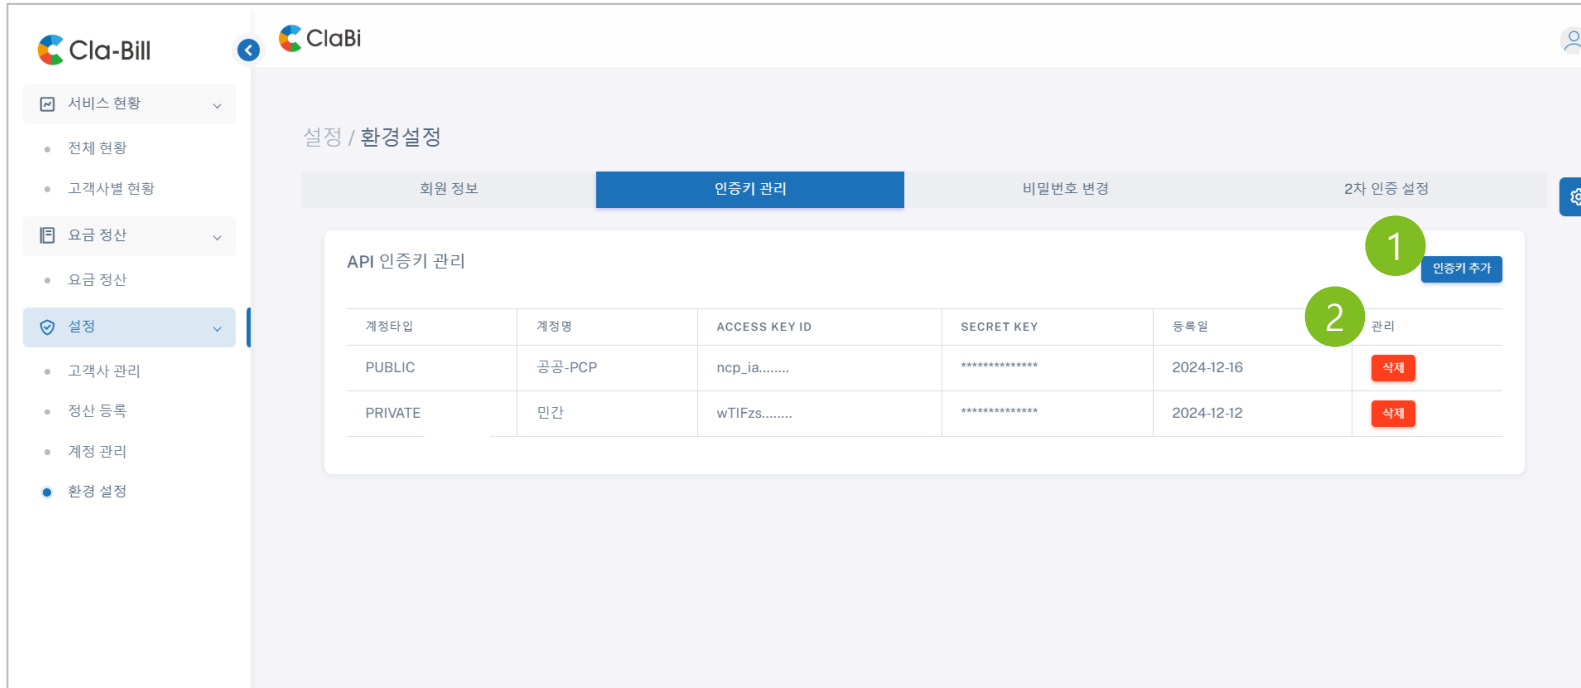 Cla-Bill
서비스 현황
전체 현황
고객사별 현황
요금 정산
요금 정산
설정
고객사 관리
정산 등록
계정 관리
환경 설정
ClaBi
설정 / 환경설정
회원 정보 인증키 관리 비밀번호 변경 2차 인증 설정
API 인증키 관리
1
인증키 추가
2
계정타입 계정명 ACCESS KEY ID SECRET KEY 등록일 관리
PUBLIC 공공-PCP ncp_ia........ ************** 2024-12-16 삭제
PRIVATE 민간 wTIFzs........ ************** 2024-12-12 삭제